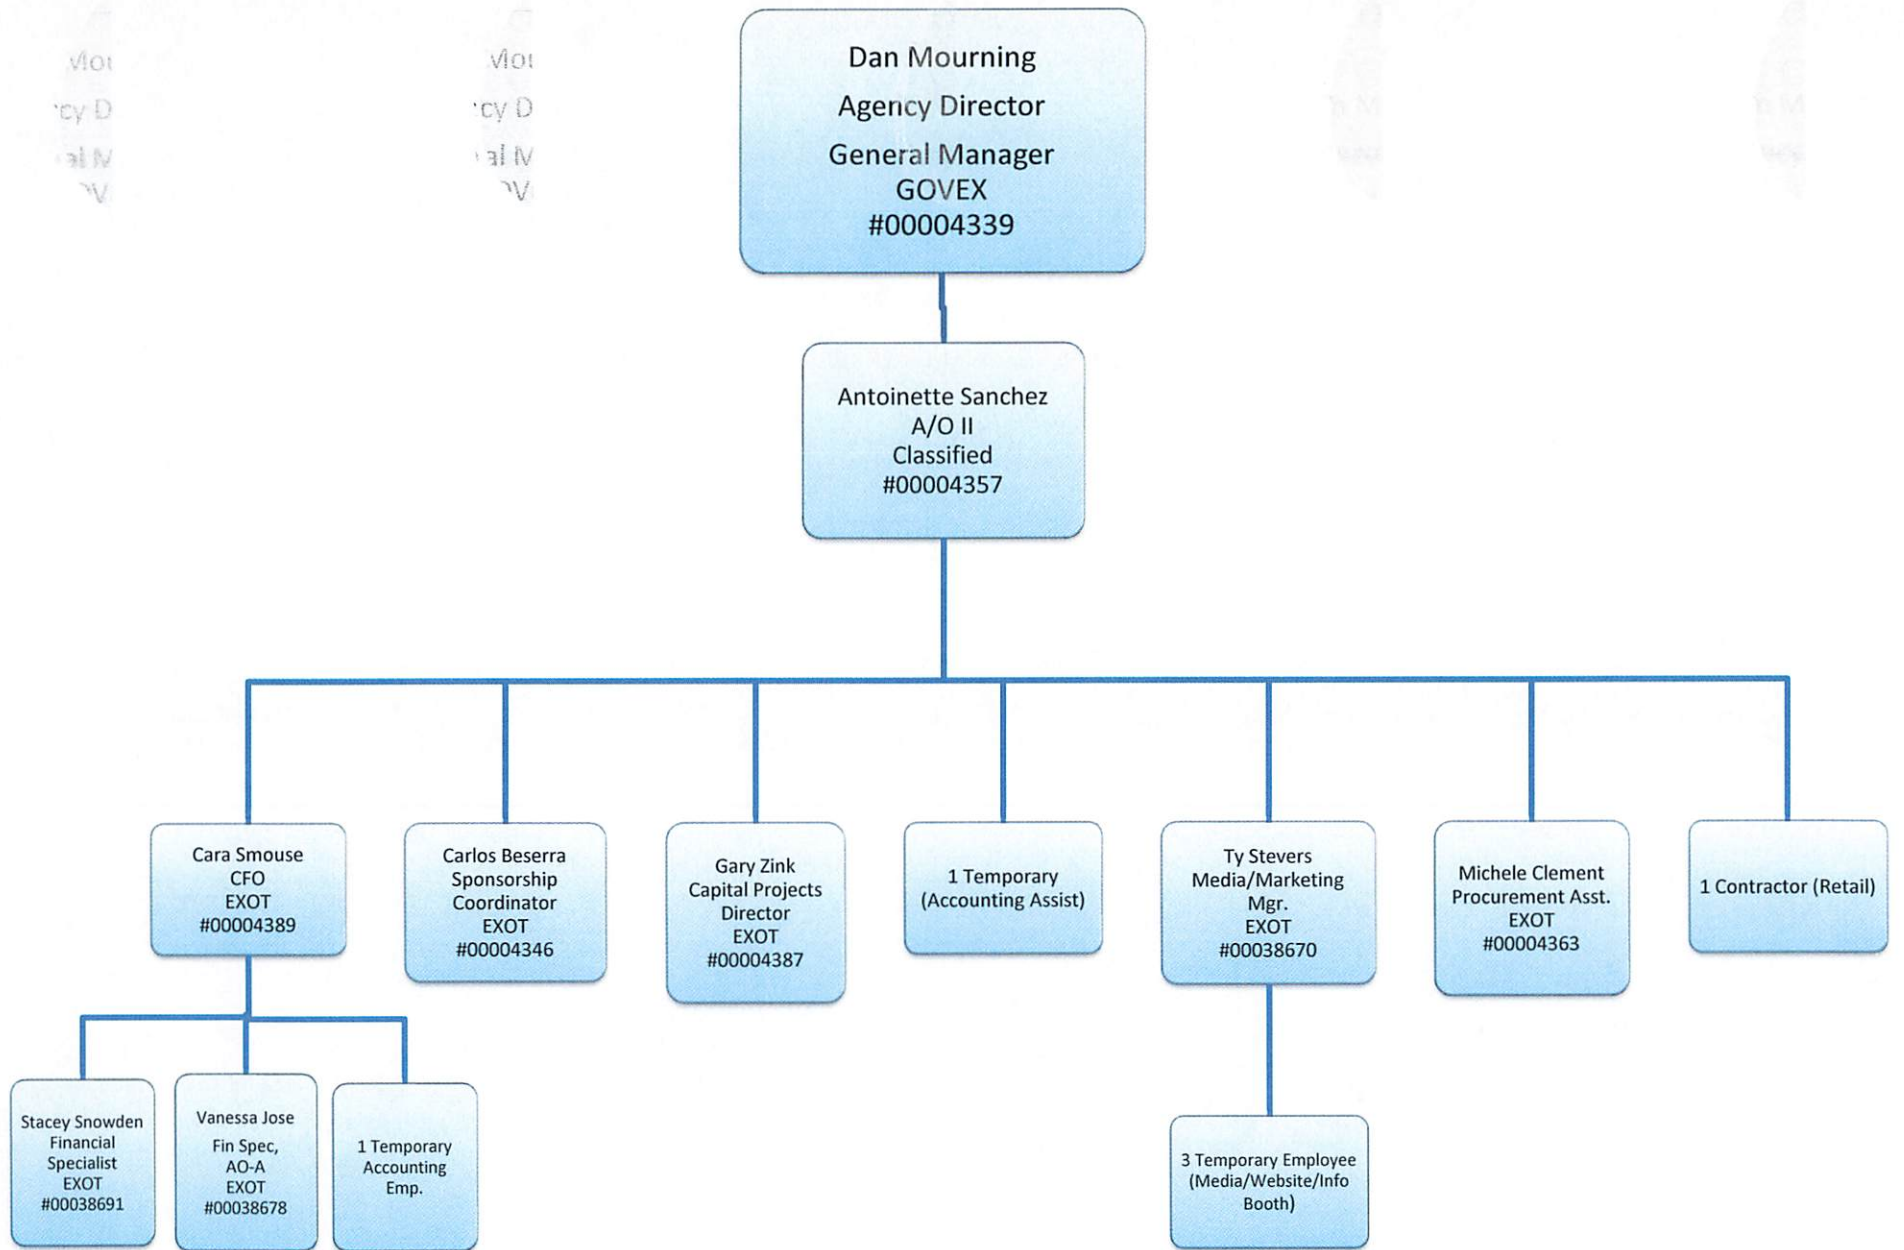 Dan Mourning
Agency Director
General Manager
GOVEX
#00004339
Antoinette Sanchez
A/O II
Classified
#00004357
Cara Smouse
CFO
EXOT
#00004389
Carlos Beserra
Sponsorship
Coordinator
EXOT
#00004346
Gary Zink
Capital Projects
Director
EXOT
#00004387
1 Temporary
(Accounting Assist)
Ty Stevers
Media/Marketing
Mgr.
EXOT
#00038670
Michele Clement
Procurement Asst.
EXOT
#00004363
1 Contractor (Retail)
Stacey Snowden
Financial
Specialist
EXOT
#00038691
Vanessa Jose
Fin Spec,
AO-A
EXOT
#00038678
1 Temporary
Accounting
Emp.
3 Temporary Employee
(Media/Website/Info
Booth)